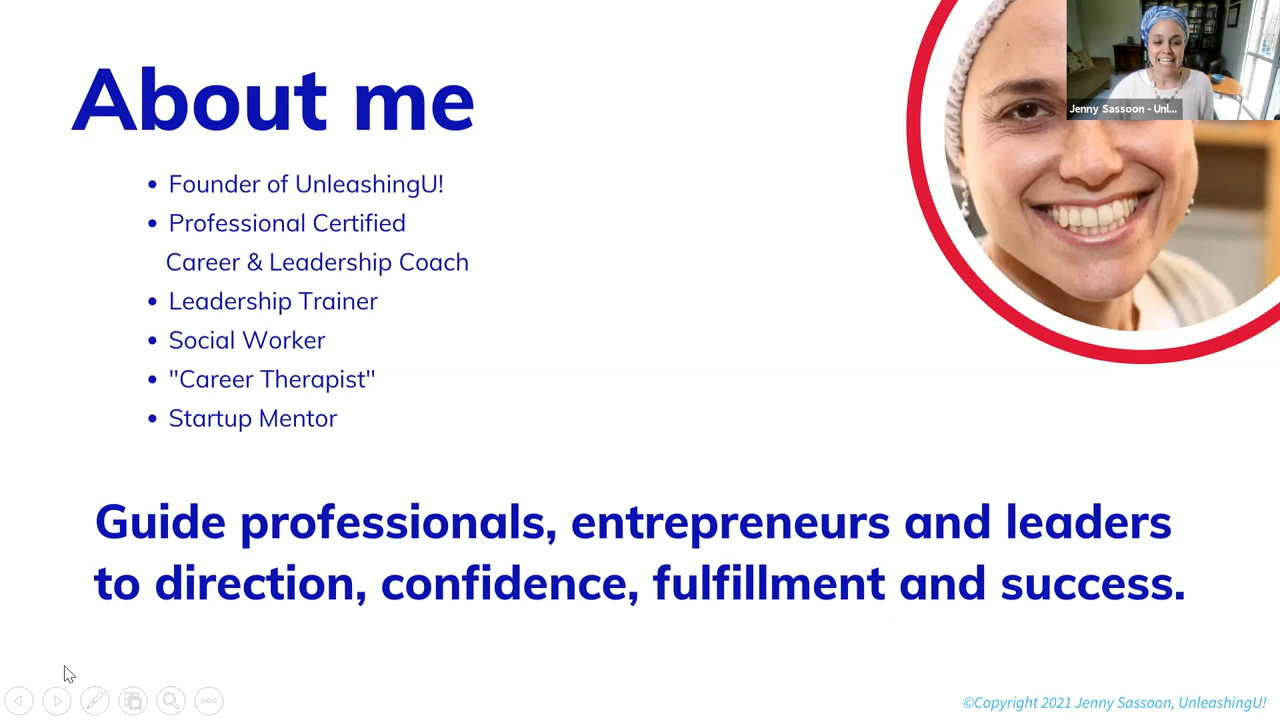 About me
Founder of UnleashingU!
Professional Certified
Career & Leadership Coach
Leadership Trainer
Social Worker
"Career Therapist"
Startup Mentor
Guide professionals, entrepreneurs and leaders
to direction, confidence, fulfillment and success.
Jenny Sassoon - Unl...
©Copyright 2021 Jenny Sassoon, UnleashingU!